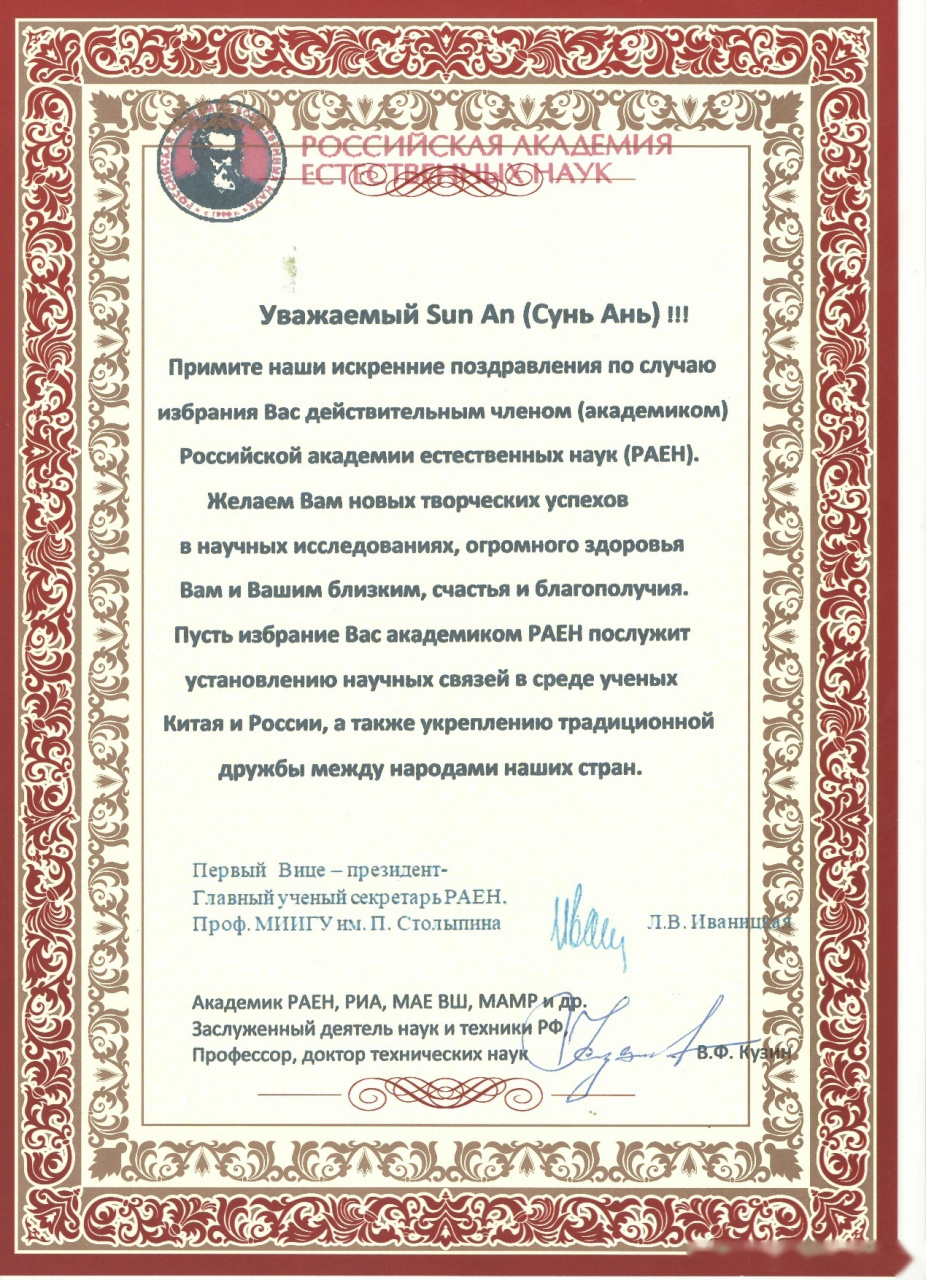 РОССИЙСКАЯ АКАДЕМИЯ
ЕСТЕСТВЕННЫХ НАУК
Уважаемый Sun An (Сунь Ань) !!!
Примите наши искренние поздравления по случаю
избрания Вас действительным членом (академиком)
Российской академии естественных наук (РАЕН).
Желаем Вам новых творческих успехов
в научных исследованиях, огромного здоровья
Вам и Вашим близким, счастья и благополучия.
Пусть избрание Вас академиком РАЕН послужит
установлению научных связей в среде ученых
Китая и России, а также укреплению традиционной
дружбы между народами наших стран.
Первый Вице – президент-
Главный ученый секретарь РАЕН,
Проф. МИИГУ им. П. Столыпина Л.В. Иваницкая
Академик РАЕН, РИА, МАЕ ВШ, МАМР и др.
Заслуженный деятель наук и техники РФ,
Профессор, доктор технических наук В.Ф. Кузин